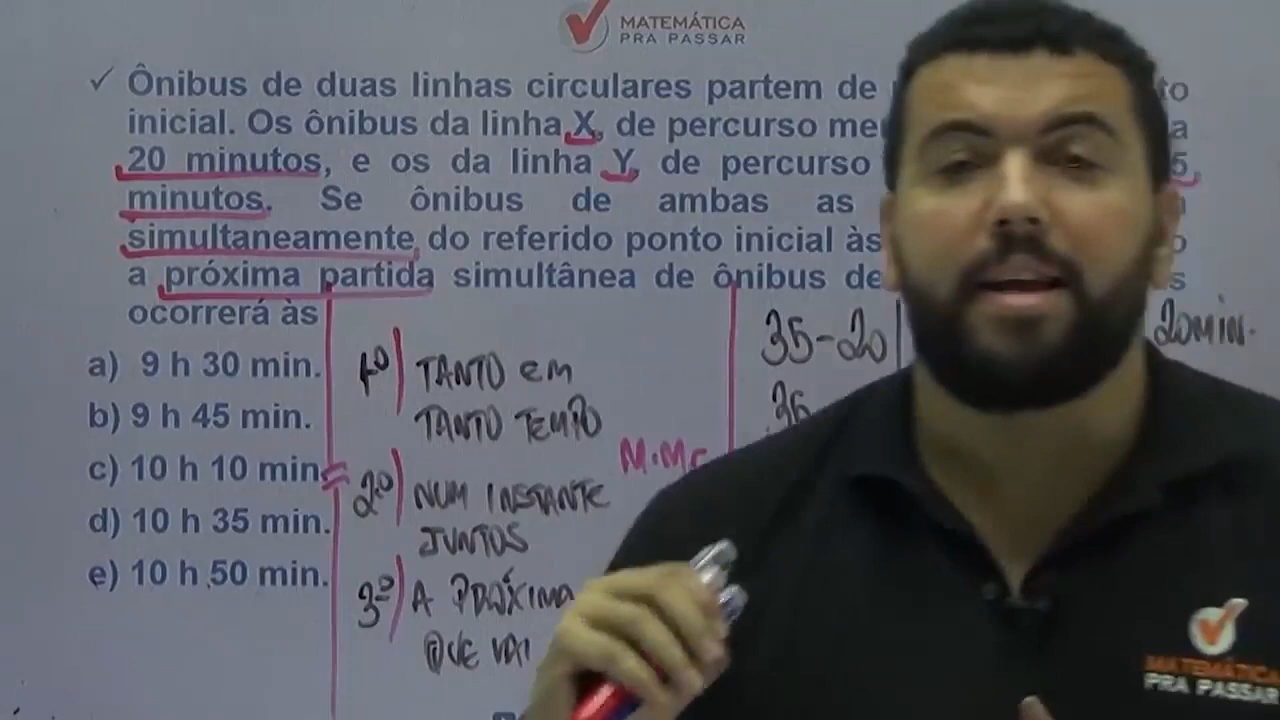 MATEMÁTICA
PRA PASSAR
✓ Ônibus de duas linhas circulares partem de to
inicial. Os ônibus da linha X, de percurso a
20 minutos, e os da linha Y, de percurso 5
minutos. Se ônibus de ambas as
simultaneamente do referido ponto inicial às o
a próxima partida simultânea de ônibus de s
ocorrerá às
a) 9 h 30 min.
b) 9 h 45 min.
c) 10 h 10 min
d) 10 h 35 min.
e) 10 h 50 min.
1º) TANTO EM
TANTO TEMPO
2º) NUM INSTANTE
JUNTOS
3º) A PRÓXIMA
QUE VAI
M.M.C
35-20
20MIN.
MATEMÁTICA
PRA PASSAR